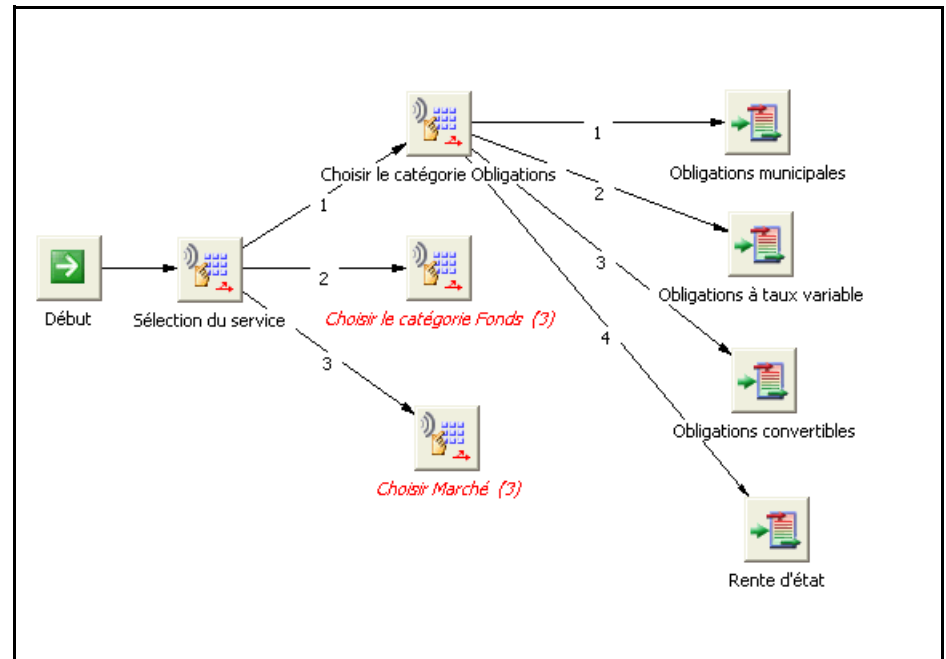 1
Obligations municipales
Choisir le catégorie Obligations
2
1
3
Obligations à taux variable
2
Début
Sélection du service
Choisir le catégorie Fonds (3)
4
3
Obligations convertibles
Choisir Marché (3)
Rente d'état